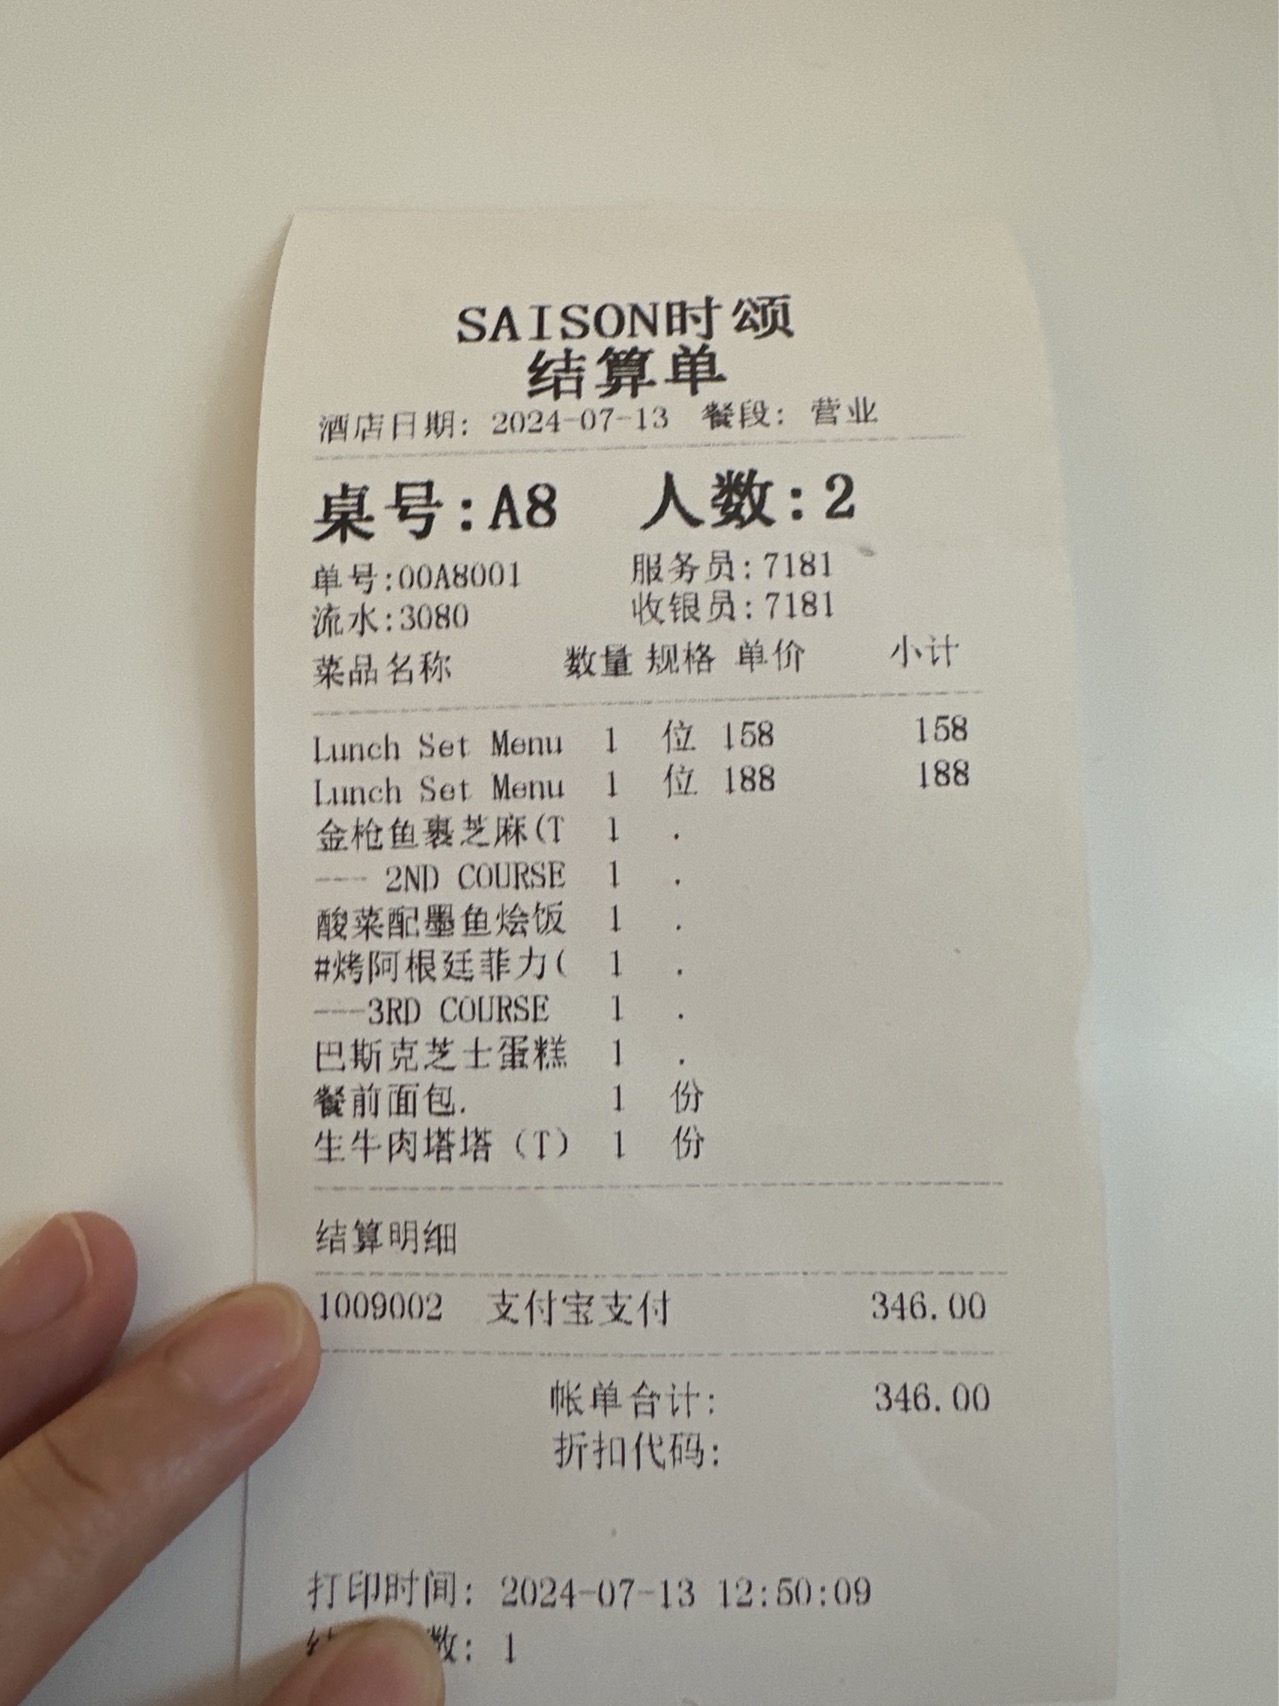 SAISON时颂
结算单
酒店日期: 2024-07-13 餐段: 营业
桌号:A8 人数:2
单号:00A8001 服务员:7181
流水:3080 收银员:7181
菜品名称 数量 规格 单价 小计
Lunch Set Menu 1 位 158 158
Lunch Set Menu 1 位 188 188
金枪鱼裹芝麻(T 1 .
--- 2ND COURSE 1 .
酸菜配墨鱼烩饭 1 .
#烤阿根廷菲力( 1 .
---3RD COURSE 1 .
巴斯克芝士蛋糕 1 .
餐前面包. 1 份
生牛肉塔塔 (T) 1 份
结算明细
1009002 支付宝支付 346.00
帐单合计: 346.00
折扣代码:
打印时间: 2024-07-13 12:50:09
数: 1